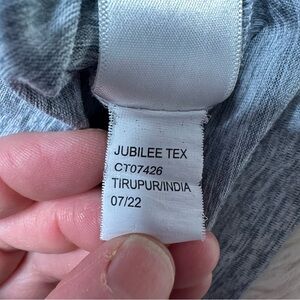 JUBILEE TEX
CT07426
TIRUPUR/INDIA
07/22